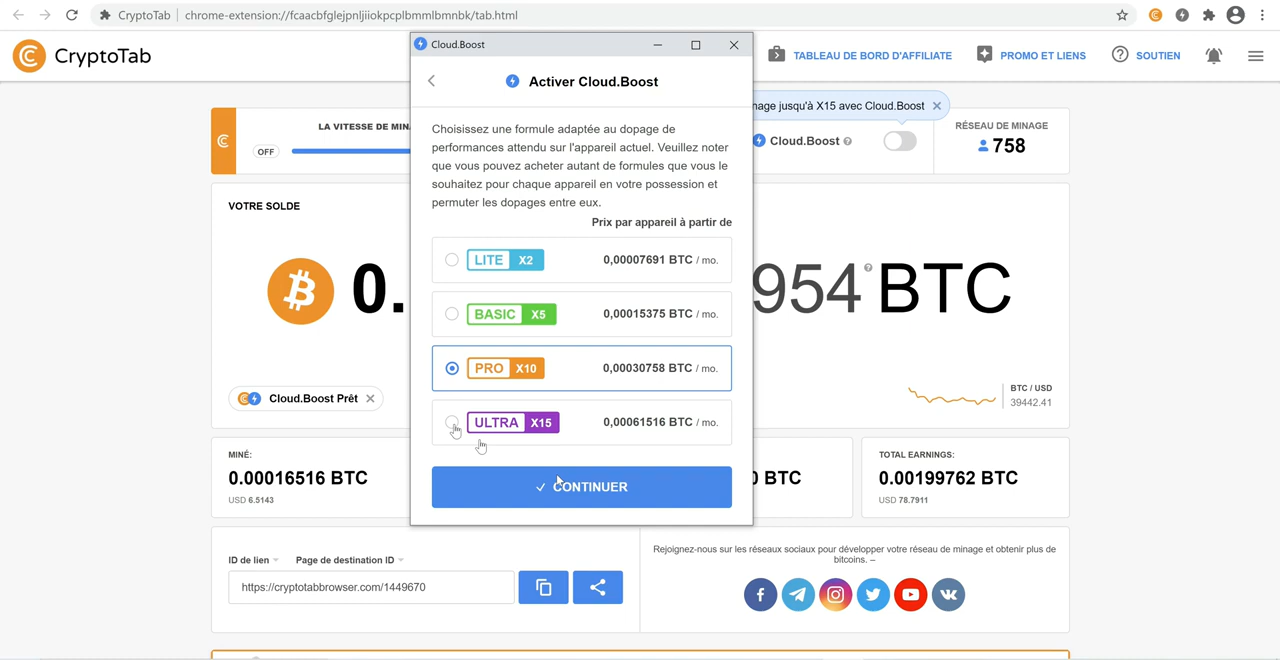 CryptoTab
chrome-extension://fcaacbfglejpnljiiokpcplbmmlbmnbk/tab.html
Cloud.Boost
CryptoTab
TABLEAU DE BORD D'AFFILIATE
PROMO ET LIENS
SOUTIEN
Activer Cloud.Boost
Choisissez une formule adaptée au dopage de
performances attendu sur l'appareil actuel. Veuillez noter
que vous pouvez acheter autant de formules que vous le
souhaitez pour chaque appareil en votre possession et
permuter les dopages entre eux.
Prix par appareil à partir de
LITE X2 0,00007691 BTC / mo.
BASIC X5 0,00015375 BTC / mo.
PRO X10 0,00030758 BTC / mo.
ULTRA X15 0,00061516 BTC / mo.
CONTINUER
jusqu'à X15 avec Cloud.Boost
LA VITESSE DE
OFF
Cloud.Boost
RÉSEAU DE MINAGE
758
VOTRE SOLDE
0.
954 BTC
Cloud.Boost Prêt
BTC / USD
39442.41
MINÉ:
0.00016516 BTC
USD 6.5143
BTC
TOTAL EARNINGS:
0.00199762 BTC
USD 78.7911
ID de lien
Page de destination ID
https://cryptotabbrowser.com/1449670
Rejoignez-nous sur les réseaux sociaux pour développer votre réseau de minage et obtenir plus de
bitcoins. –